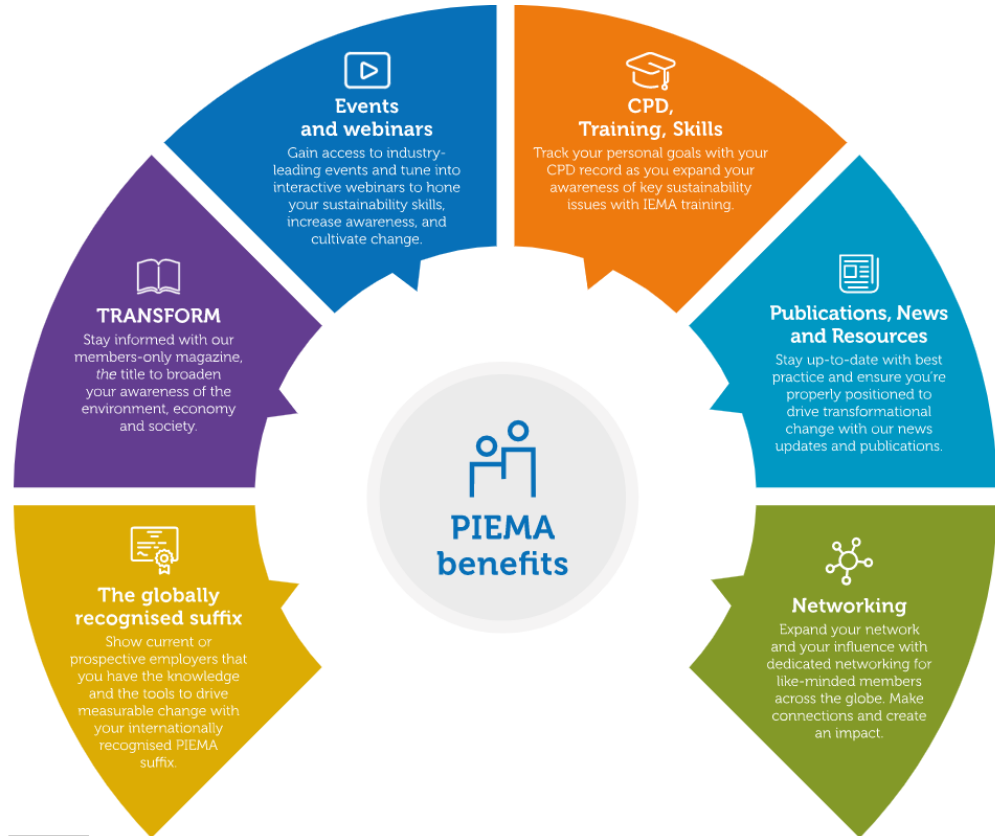 Events
and webinars
Gain access to industry-
leading events and tune into
interactive webinars to hone
your sustainability skills,
increase awareness, and
cultivate change.
CPD,
Training, Skills
Track your personal goals with your
CPD record as you expand your
awareness of key sustainability
issues with IEMA training.
TRANSFORM
Stay informed with our
members-only magazine,
the title to broaden
your awareness of the
environment, economy
and society.
Publications, News
and Resources
Stay up-to-date with best
practice and ensure you're
properly positioned to
drive transformational
change with our news
updates and publications.
PIEMA
benefits
The globally
recognised suffix
Show current or
prospective employers that
you have the knowledge
and the tools to drive
measurable change with
your internationally
recognised PIEMA
suffix.
Networking
Expand your network
and your influence with
dedicated networking for
like-minded members
across the globe. Make
connections and create
an impact.